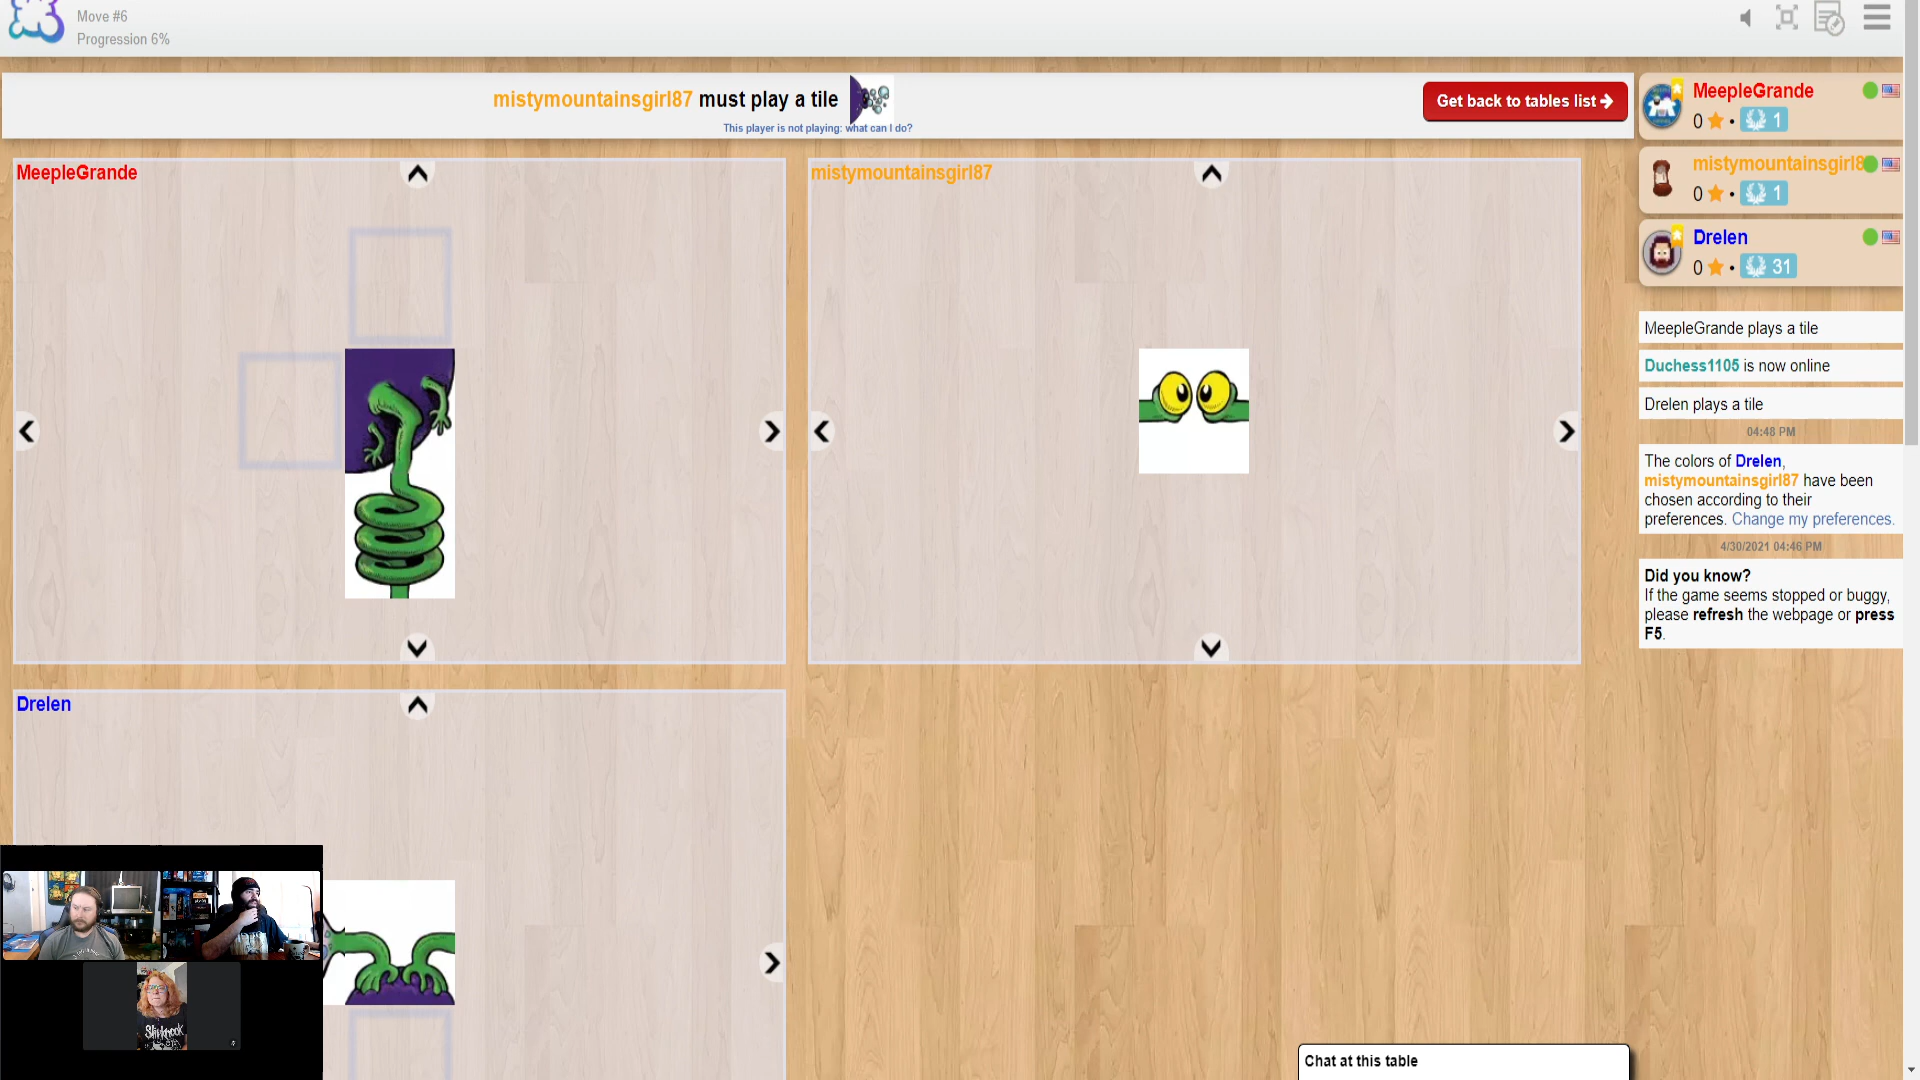 Move #6
Progression 6%
mistymountainsgirl87 must play a tile
This player is not playing: what can I do?
Get back to tables list
MeepleGrande
0 • 1
mistymountainsgirl8
0 • 1
Drelen
0 • 31
MeepleGrande
mistymountainsgirl87
Drelen
MeepleGrande plays a tile
Duchess1105 is now online
Drelen plays a tile
04:48 PM
The colors of Drelen,
mistymountainsgirl87 have been
chosen according to their
preferences. Change my preferences.
4/30/2021 04:46 PM
Did you know?
If the game seems stopped or buggy,
please refresh the webpage or press
F5.
Slipknot
Chat at this table